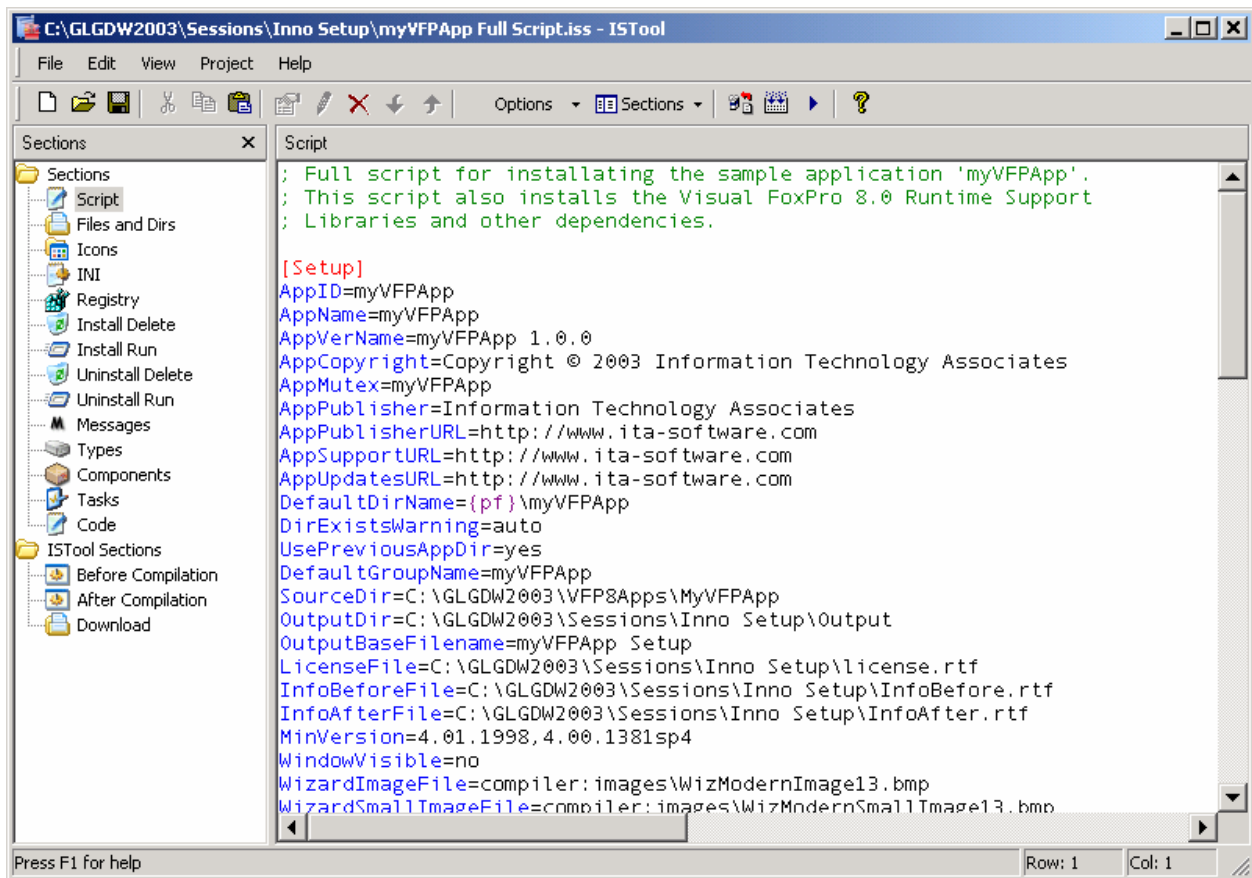 C:\GLGDW2003\Sessions\Inno Setup\myVFPApp Full Script.iss - ISTool
File Edit View Project Help
Options Sections
Sections
Script
Sections
Script
Files and Dirs
Icons
INI
Registry
Install Delete
Install Run
Uninstall Delete
Uninstall Run
Messages
Types
Components
Tasks
Code
ISTool Sections
Before Compilation
After Compilation
Download
; Full script for installating the sample application 'myVFPApp'.
; This script also installs the Visual FoxPro 8.0 Runtime Support
; Libraries and other dependencies.
[Setup]
AppID=myVFPApp
AppName=myVFPApp
AppVerName=myVFPApp 1.0.0
AppCopyright=Copyright © 2003 Information Technology Associates
AppMutex=myVFPApp
AppPublisher=Information Technology Associates
AppPublisherURL=http://www.ita-software.com
AppSupportURL=http://www.ita-software.com
AppUpdatesURL=http://www.ita-software.com
DefaultDirName={pf}\myVFPApp
DirExistsWarning=auto
UsePreviousAppDir=yes
DefaultGroupName=myVFPApp
SourceDir=C:\GLGDW2003\VFP8Apps\MyVFPApp
OutputDir=C:\GLGDW2003\Sessions\Inno Setup\Output
OutputBaseFilename=myVFPApp Setup
LicenseFile=C:\GLGDW2003\Sessions\Inno Setup\license.rtf
InfoBeforeFile=C:\GLGDW2003\Sessions\Inno Setup\InfoBefore.rtf
InfoAfterFile=C:\GLGDW2003\Sessions\Inno Setup\InfoAfter.rtf
MinVersion=4.01.1998,4.00.1381sp4
WindowVisible=no
WizardImageFile=compiler:images\WizModernImage13.bmp
WizardSmallImageFile=compiler:images\WizModernSmallImage13.bmp
Press F1 for help
Row: 1
Col: 1